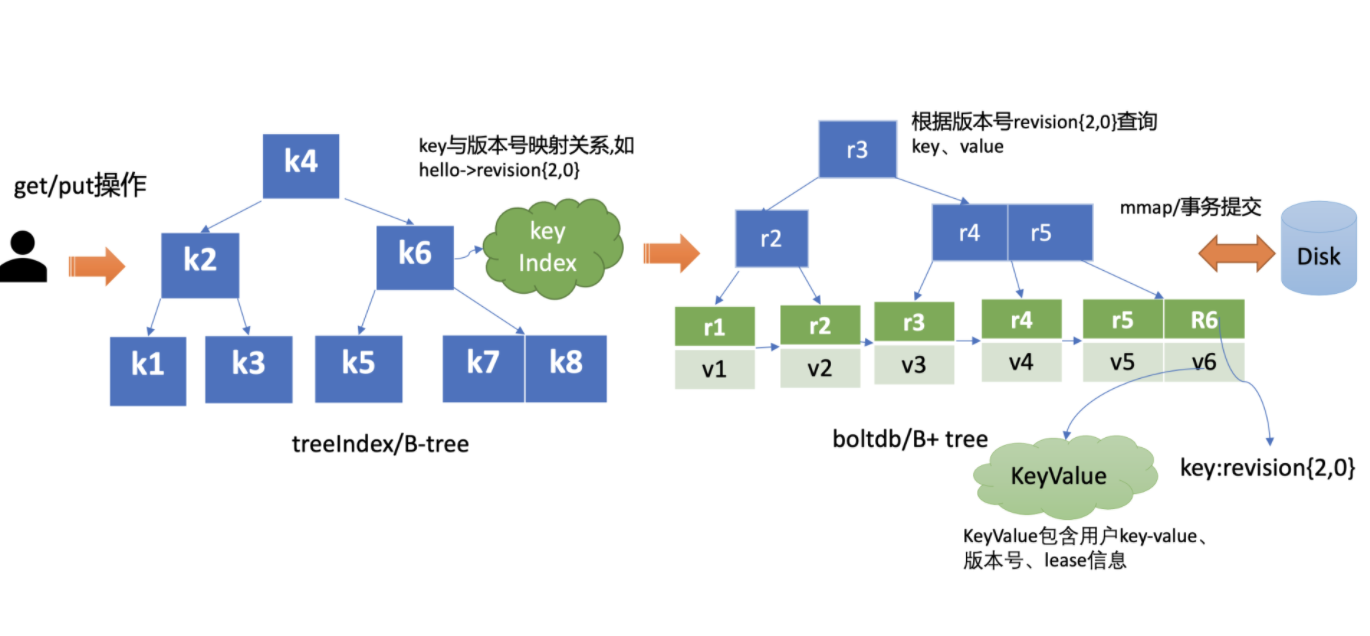 get/put操作
k4
k2
k6
k1
k3
k5
k7
k8
key与版本号映射关系,如
hello->revision{2,0}
key
Index
treeIndex/B-tree
根据版本号revision{2,0}查询
key、value
r3
r2
r4
r5
r1
r2
r3
r4
r5
R6
v1
v2
v3
v4
v5
v6
mmap/事务提交
Disk
boltdb/B+ tree
KeyValue
key:revision{2,0}
KeyValue包含用户key-value、
版本号、lease信息